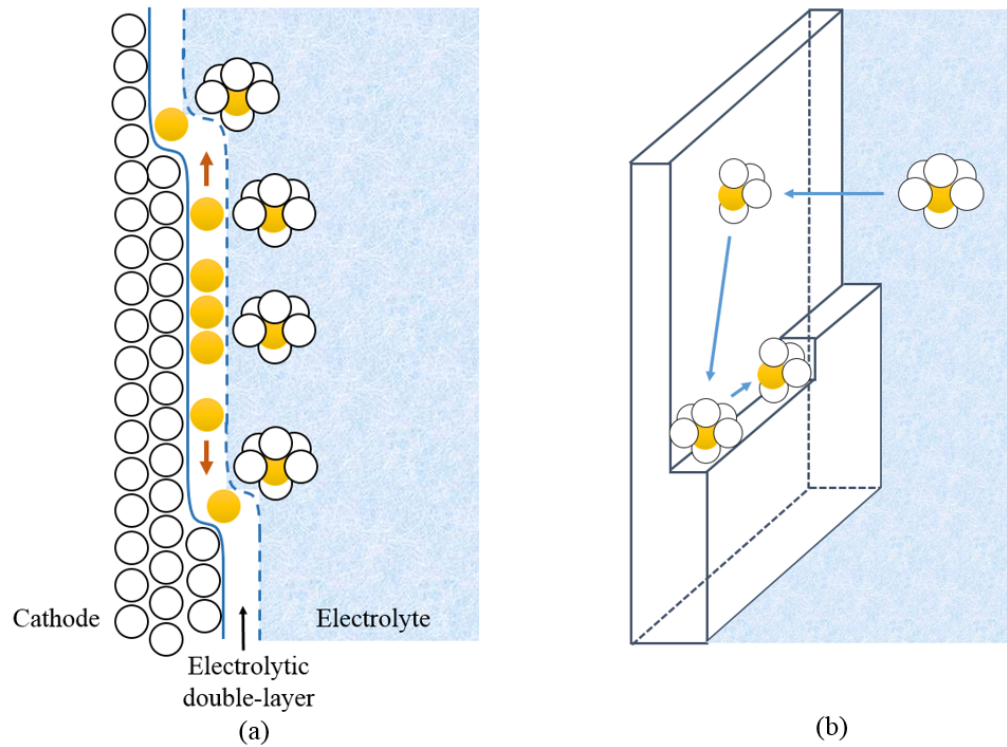 Cathode
Electrolyte
Electrolytic
double-layer
(a)
(b)